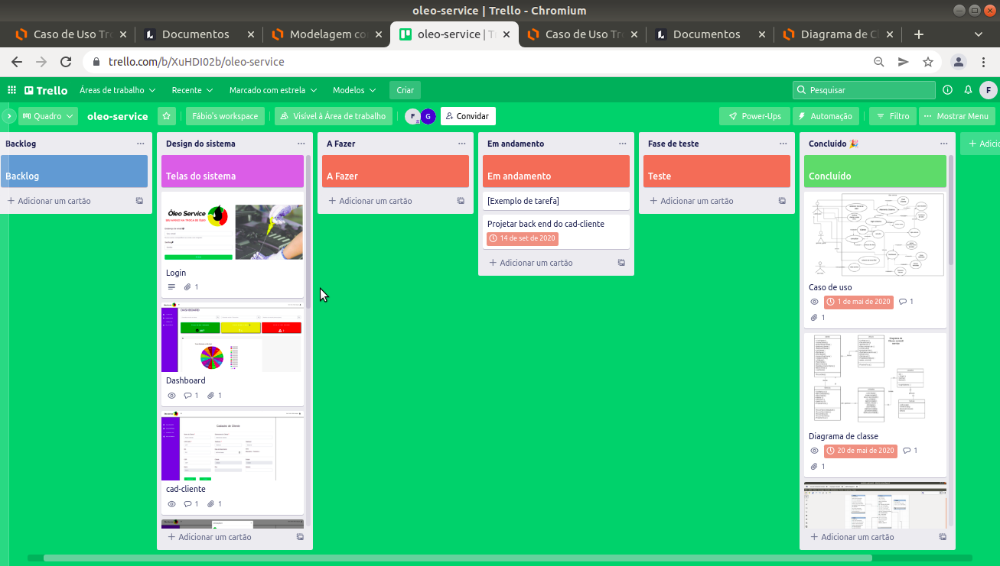 oleo-service | Trello - Chromium
Caso de Uso Tr
Documentos
Modelagem co
oleo-service | T
Caso de Uso Tr
Documentos
Diagrama de C
trello.com/b/XuHDI02b/oleo-service
Trello
Áreas de trabalho
Recente
Marcado com estrela
Modelos
Criar
Pesquisar
F
Quadro
oleo-service
Fábio's workspace
Visível à Área de trabalho
F
G
Convidar
Power-Ups
Automação
Filtro
Mostrar Menu
Backlog
Backlog
Adicionar um cartão
Design do sistema
Telas do sistema
Óleo Service
SEU AMIGO NA TROCA DE ÓLEO
Login
1
DASHBOARD
Dashboard
1
1
Cadastro de Cliente
cad-cliente
1
1
Adicionar um cartão
A Fazer
A Fazer
Adicionar um cartão
Em andamento
Em andamento
[Exemplo de tarefa]
Projetar back end do cad-cliente
14 de set de 2020
Adicionar um cartão
Fase de teste
Teste
Adicionar um cartão
Concluído 🎉
Concluído
Caso de uso
1 de mai de 2020
1
1
Diagrama de classe
20 de mai de 2020
1
1
Adicionar um cartão
Adicio